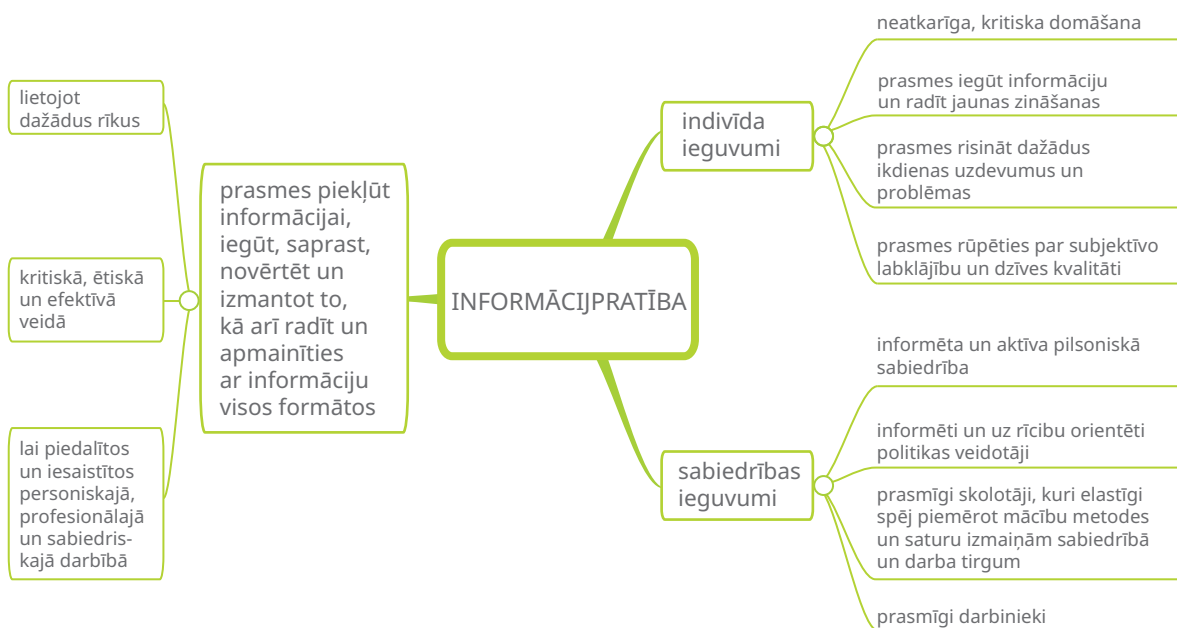 lietojot
dažādus rīkus
kritiskā, ētiskā
un efektīvā
veidā
lai piedalītos
un iesaistītos
personiskajā,
profesionālajā
un sabiedris-
kajā darbībā
prasmes piekļūt
informācijai,
iegūt, saprast,
novērtēt un
izmantot to,
kā arī radīt un
apmainīties
ar informāciju
visos formātos
INFORMĀCIJPRATĪBA
indivīda
ieguvumi
neatkarīga, kritiska domāšana
prasmes iegūt informāciju
un radīt jaunas zināšanas
prasmes risināt dažādus
ikdienas uzdevumus un
problēmas
prasmes rūpēties par subjektīvo
labklājību un dzīves kvalitāti
sabiedrības
ieguvumi
informēta un aktīva pilsoniskā
sabiedrība
informēti un uz rīcību orientēti
politikas veidotāji
prasmīgi skolotāji, kuri elastīgi
spēj piemērot mācību metodes
un saturu izmaiņām sabiedrībā
un darba tirgum
prasmīgi darbinieki